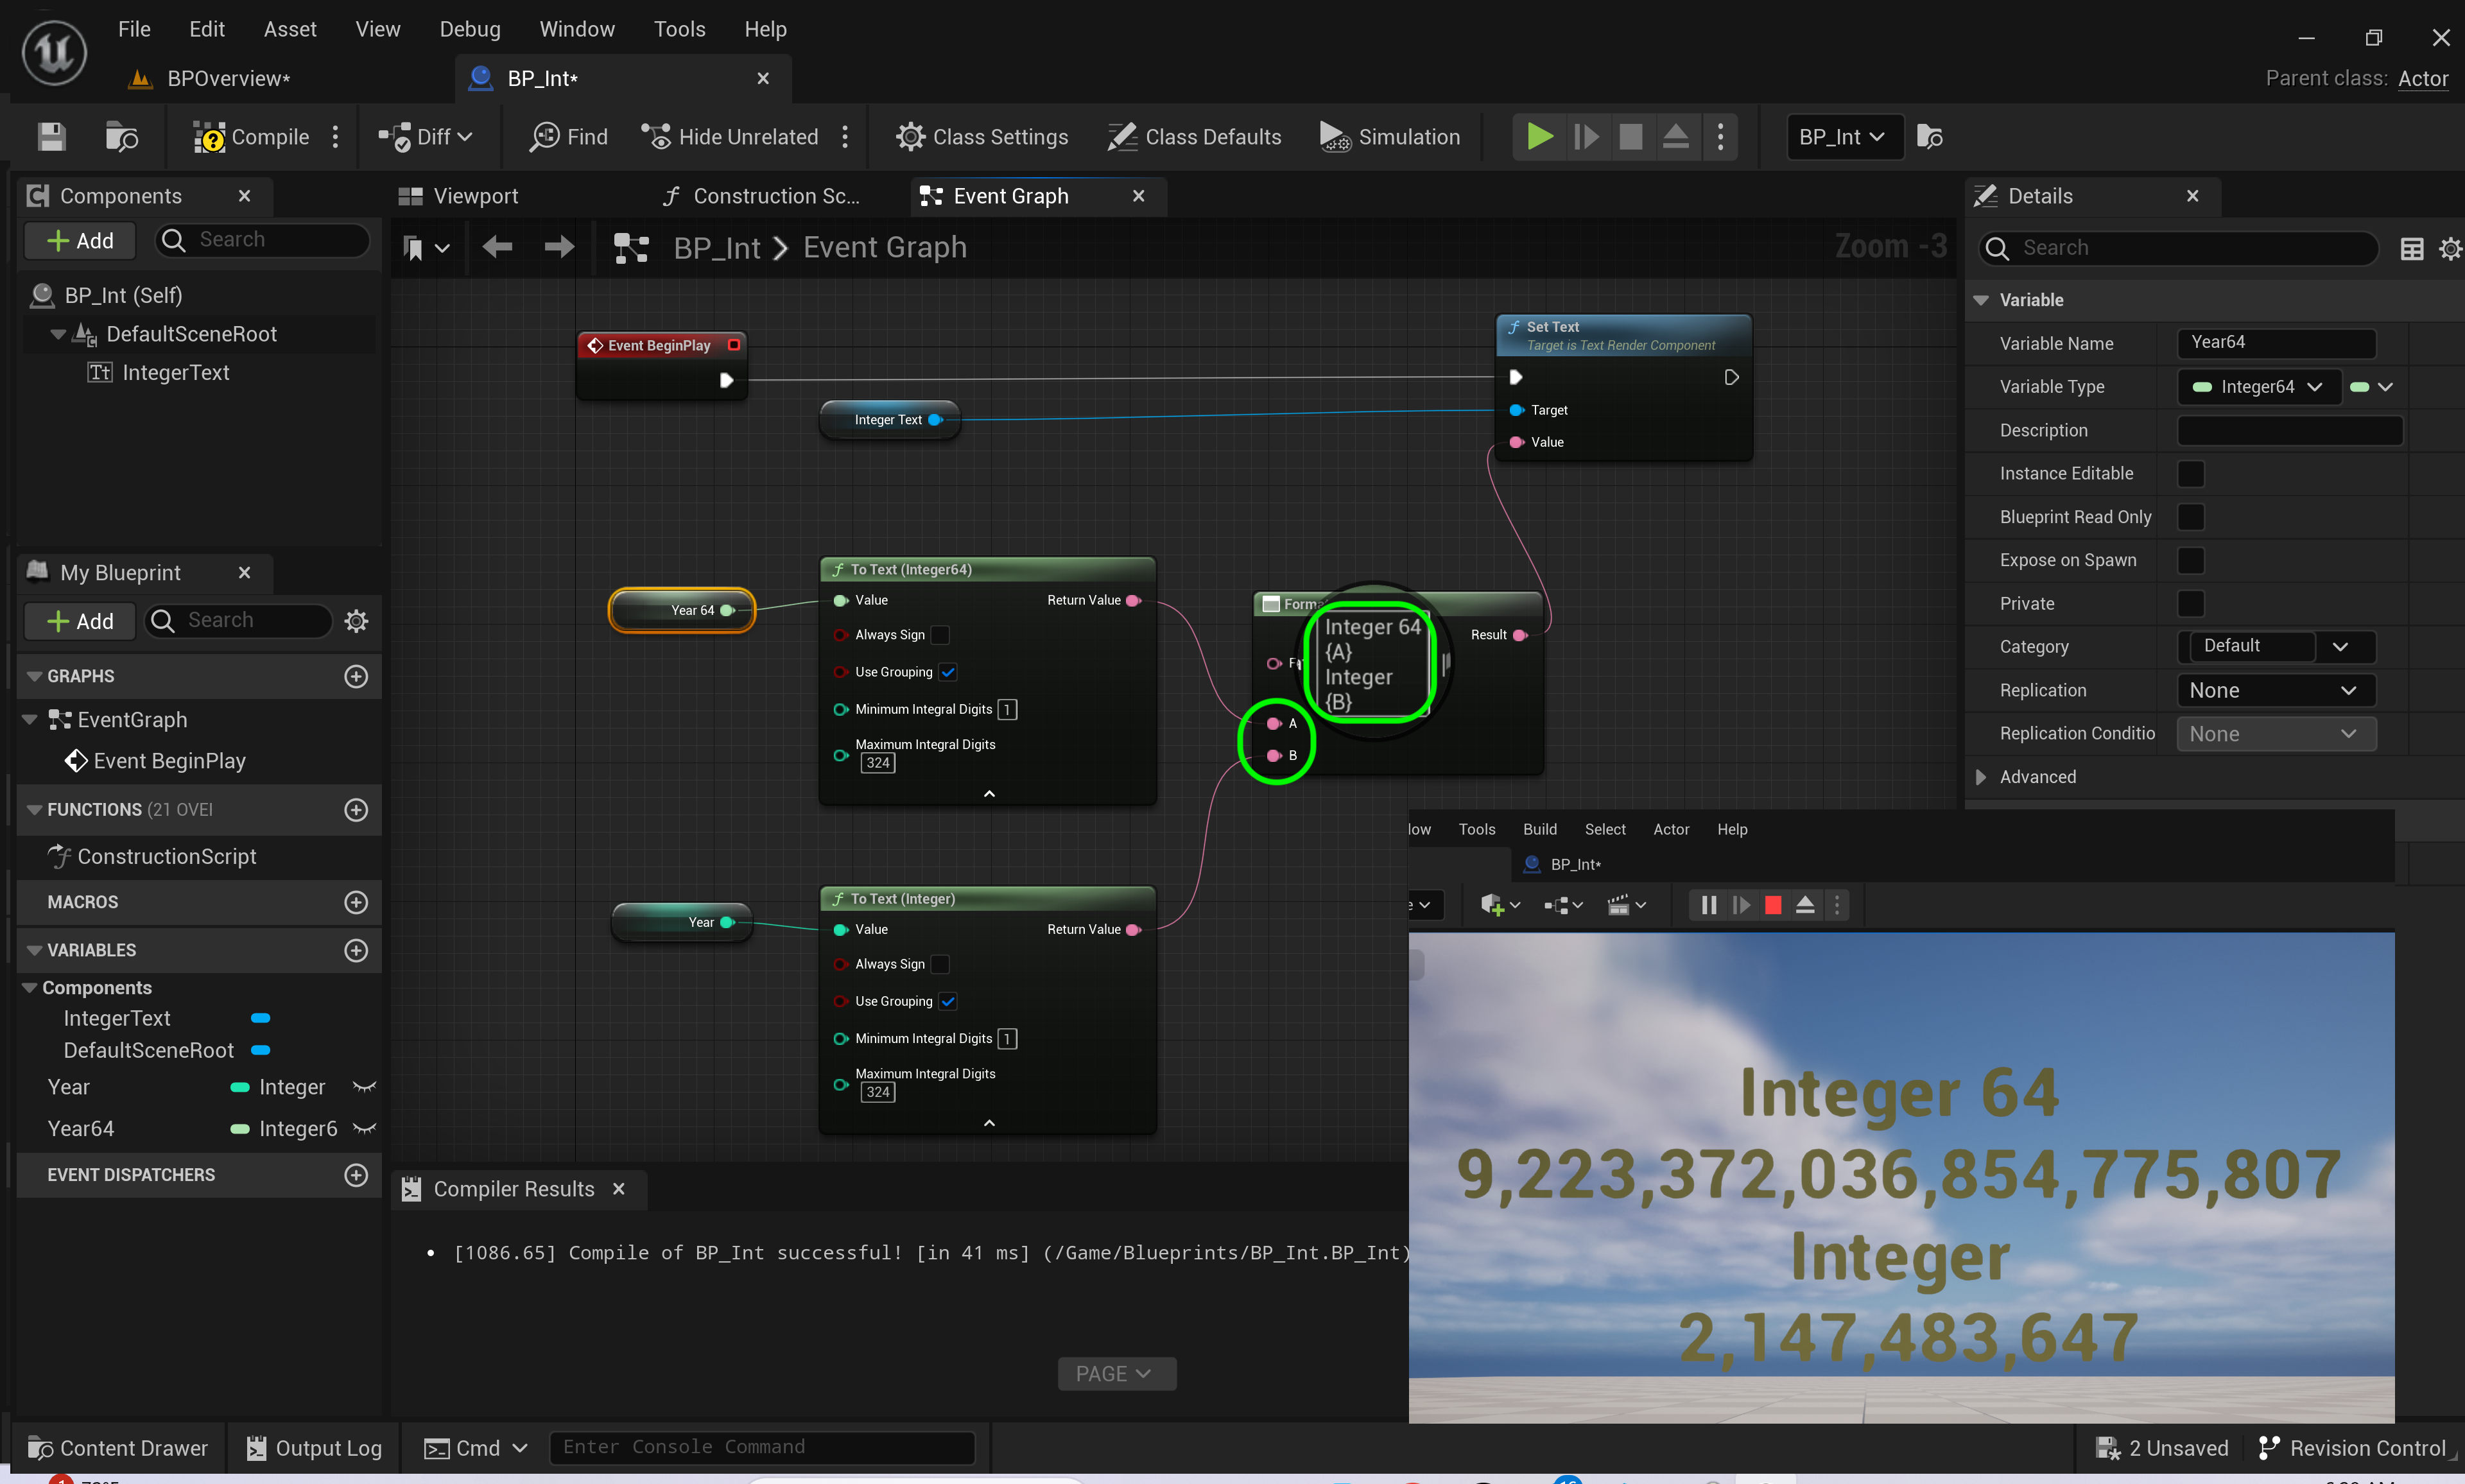 File Edit Asset View Debug Window Tools Help
BPOverview*
BP_Int*
Parent class: Actor
Compile
Diff
Find
Hide Unrelated
Class Settings
Class Defaults
Simulation
BP_Int
Components
Add
Search
BP_Int (Self)
DefaultSceneRoot
IntegerText
My Blueprint
Add
Search
GRAPHS
EventGraph
Event BeginPlay
FUNCTIONS (21 OVEI
ConstructionScript
MACROS
VARIABLES
Components
IntegerText
DefaultSceneRoot
Year Integer
Year64 Integer6
EVENT DISPATCHERS
Viewport
Construction Sc...
Event Graph
BP_Int > Event Graph
Zoom -3
Event BeginPlay
Integer Text
Set Text
Target is Text Render Component
Target
Value
Year 64
To Text (Integer64)
Value Return Value
Always Sign
Use Grouping
Minimum Integral Digits 1
Maximum Integral Digits
324
Integer 64
{A}
Integer
{B}
Result
A
B
Year
To Text (Integer)
Value Return Value
Always Sign
Use Grouping
Minimum Integral Digits 1
Maximum Integral Digits
324
Compiler Results
[1086.65] Compile of BP_Int successful! [in 41 ms] (/Game/Blueprints/BP_Int.BP_Int)
PAGE
Details
Search
Variable
Variable Name Year64
Variable Type Integer64
Description
Instance Editable
Blueprint Read Only
Expose on Spawn
Private
Category Default
Replication None
Replication Conditio None
Advanced
Tools Build Select Actor Help
BP_Int*
Integer 64
9,223,372,036,854,775,807
Integer
2,147,483,647
Content Drawer
Output Log
Cmd
Enter Console Command
2 Unsaved
Revision Control